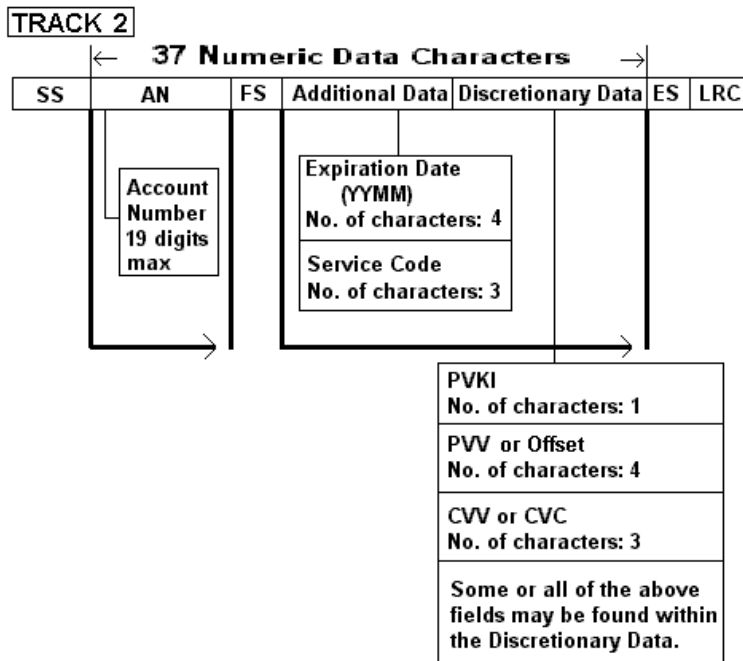 TRACK 2
37 Numeric Data Characters
SS AN FS Additional Data Discretionary Data ES LRC
Account
Number
19 digits
max
Expiration Date
(YYMM)
No. of characters: 4
Service Code
No. of characters: 3
PVKI
No. of characters: 1
PVV or Offset
No. of characters: 4
CVV or CVC
No. of characters: 3
Some or all of the above
fields may be found within
the Discretionary Data.